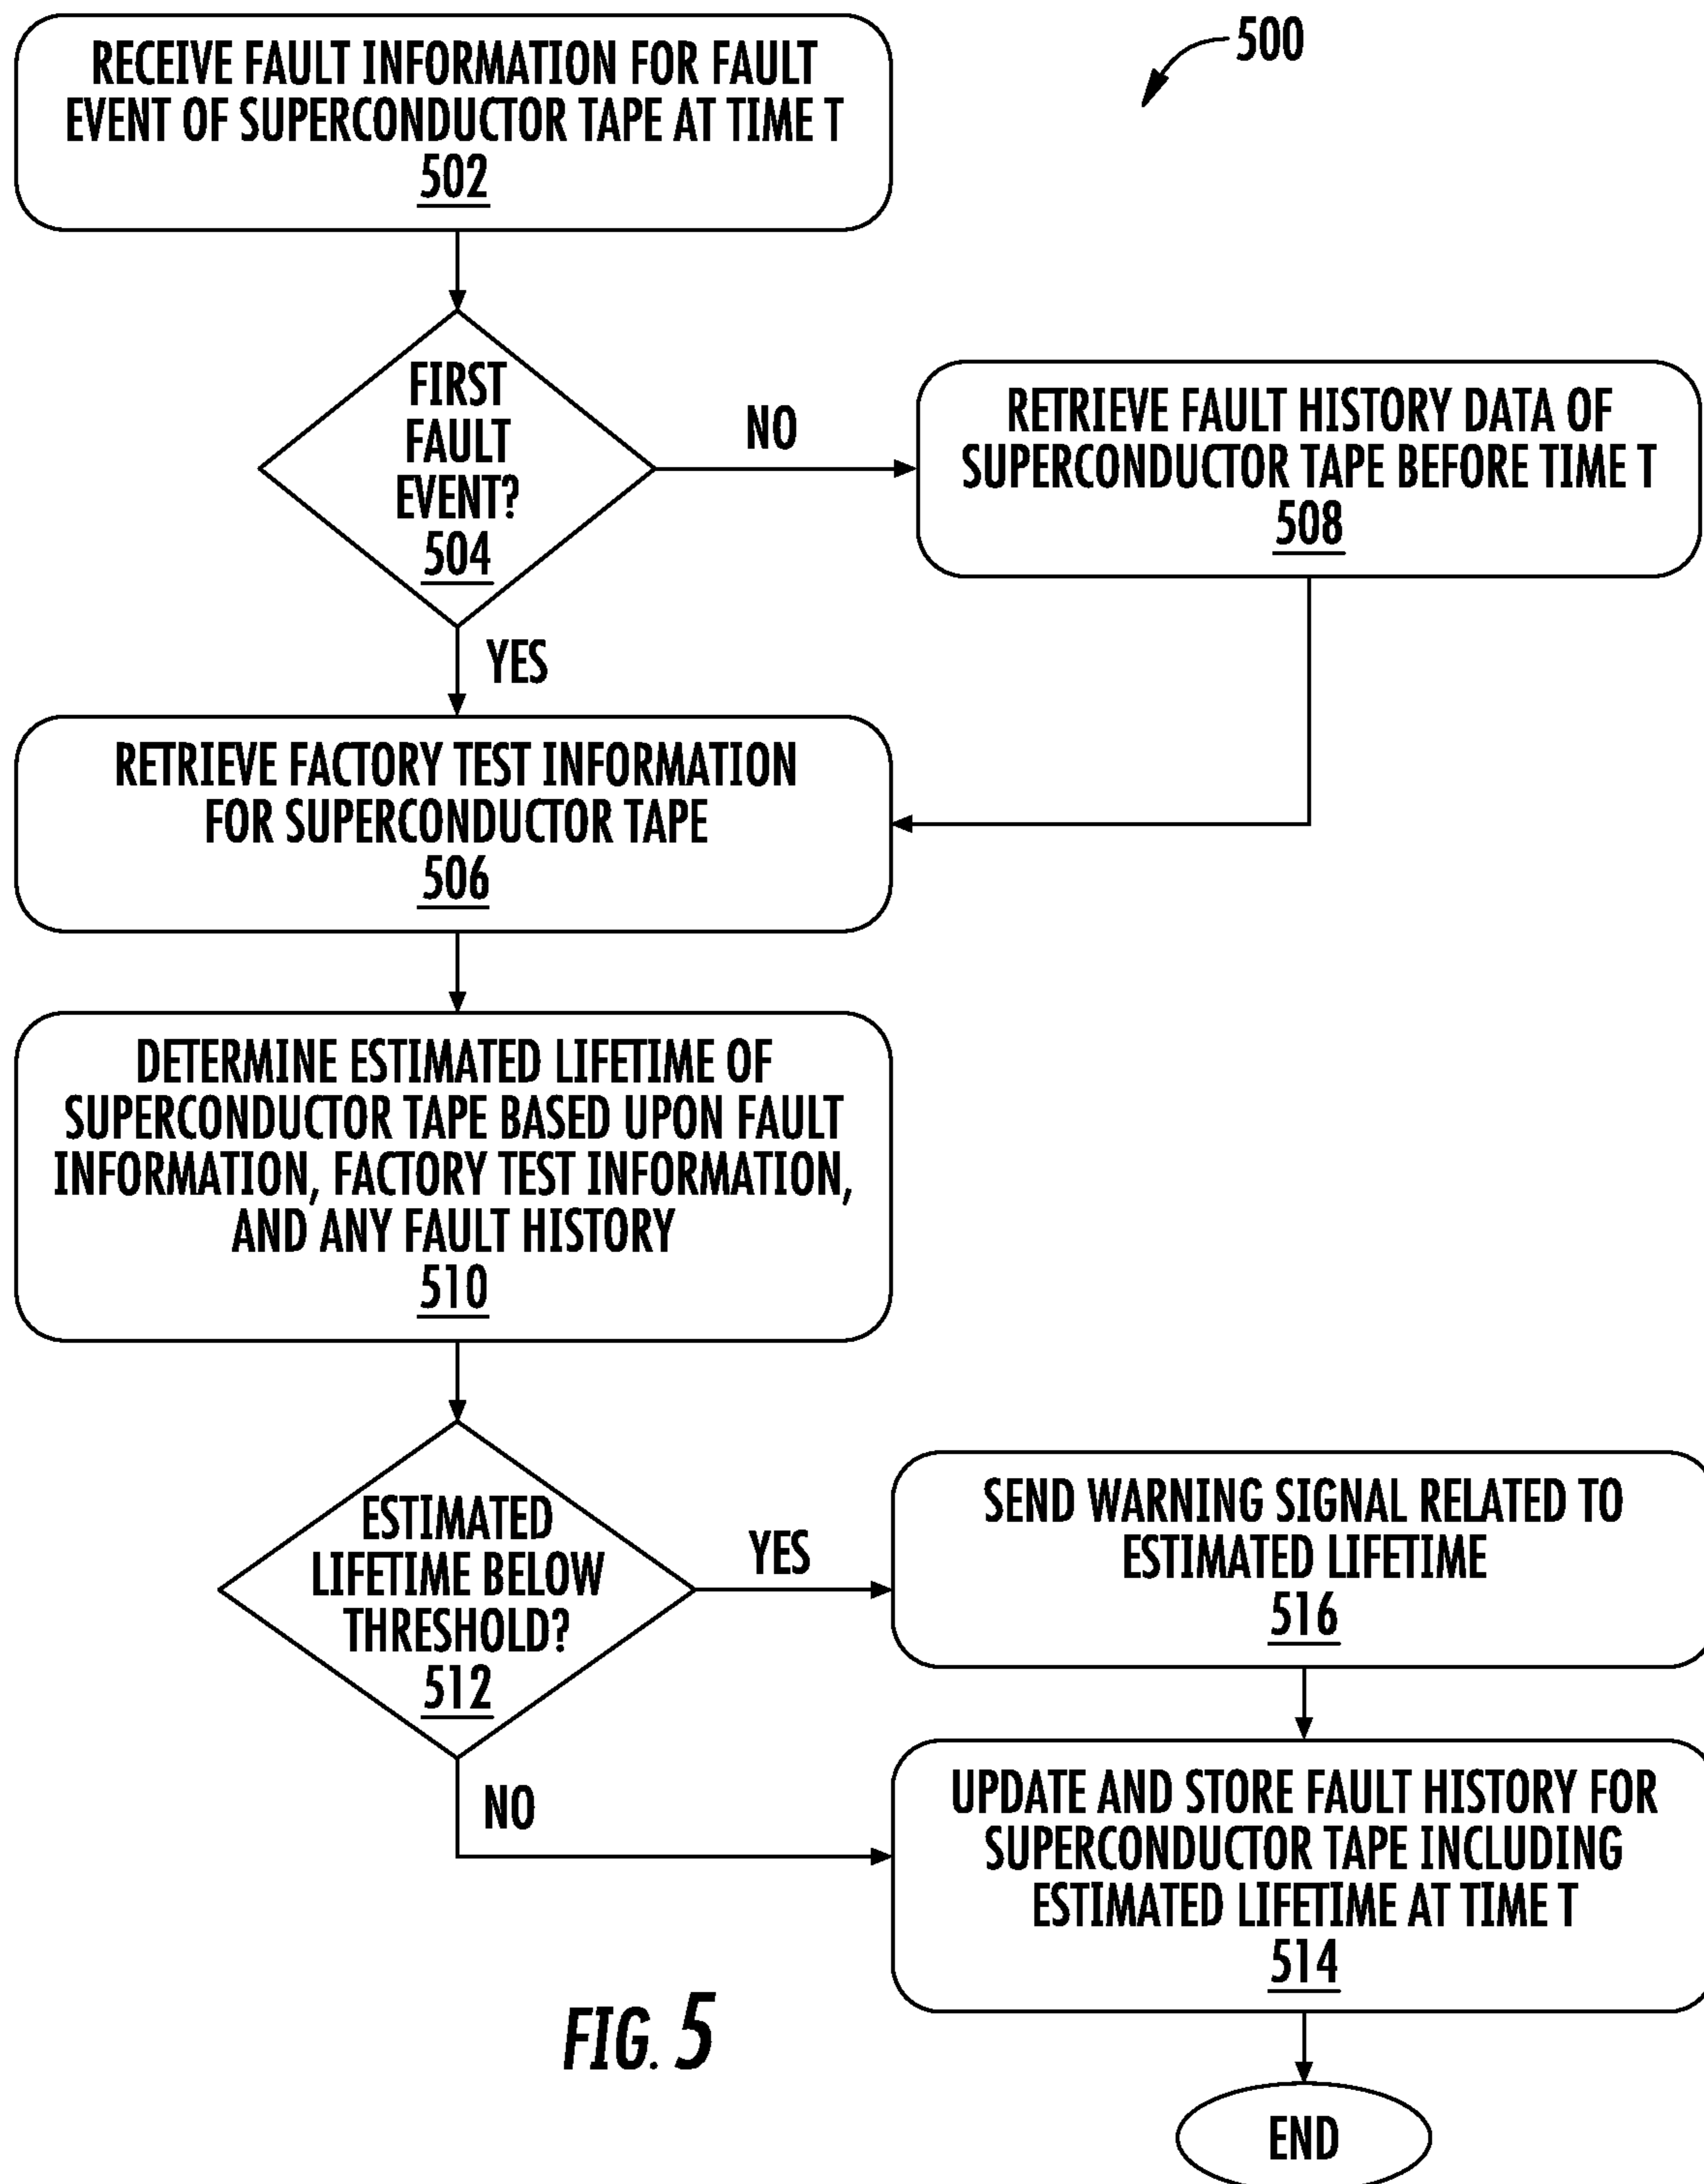 500
RECEIVE FAULT INFORMATION FOR FAULT
EVENT OF SUPERCONDUCTOR TAPE AT TIME T
502
FIRST
FAULT
EVENT?
504
NO
RETRIEVE FAULT HISTORY DATA OF
SUPERCONDUCTOR TAPE BEFORE TIME T
508
YES
RETRIEVE FACTORY TEST INFORMATION
FOR SUPERCONDUCTOR TAPE
506
DETERMINE ESTIMATED LIFETIME OF
SUPERCONDUCTOR TAPE BASED UPON FAULT
INFORMATION, FACTORY TEST INFORMATION,
AND ANY FAULT HISTORY
510
ESTIMATED
LIFETIME BELOW
THRESHOLD?
512
YES
SEND WARNING SIGNAL RELATED TO
ESTIMATED LIFETIME
516
NO
UPDATE AND STORE FAULT HISTORY FOR
SUPERCONDUCTOR TAPE INCLUDING
ESTIMATED LIFETIME AT TIME T
514
END
FIG. 5